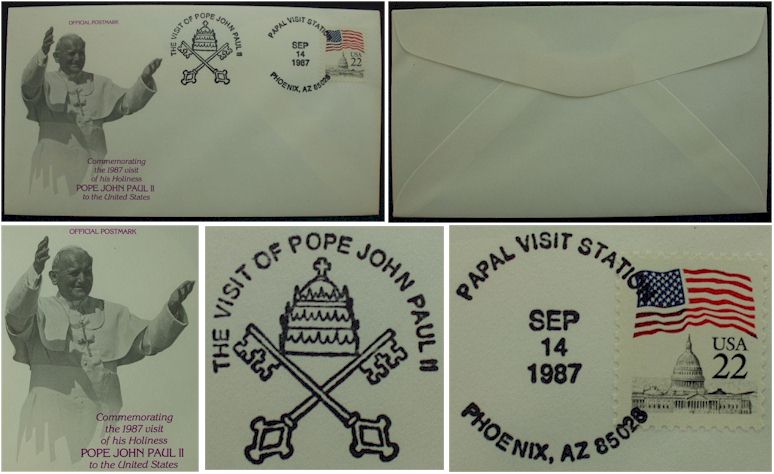 OFFICIAL POSTMARK
THE VISIT OF POPE JOHN PAUL II
PAPAL VISIT STATION
SEP
14
1987
PHOENIX, AZ 85028
USA
22
Commemorating
the 1987 visit
of his Holiness
POPE JOHN PAUL II
to the United States
OFFICIAL POSTMARK
Commemorating
the 1987 visit
of his Holiness
POPE JOHN PAUL II
to the United States
THE VISIT OF POPE JOHN PAUL II
PAPAL VISIT STATION
SEP
14
1987
PHOENIX, AZ 85028
USA
22